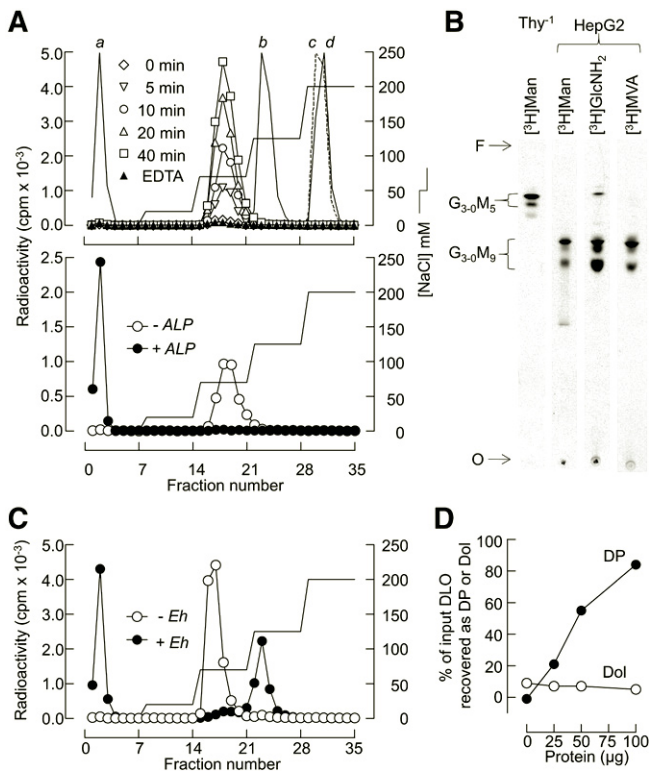 A
a
b
c
d
5.0
4.0
3.0
2.0
1.0
0.0
◇ 0 min
▽ 5 min
○ 10 min
△ 20 min
□ 40 min
▲ EDTA
250
200
150
100
50
0
Radioactivity (cpm x 10⁻³)
[NaCl] mM
2.5
2.0
1.5
1.0
0.5
0.0
- ALP
+ ALP
250
200
150
100
50
0
0 7 14 21 28 35
Fraction number
B
Thy⁻¹
HepG2
[³H]Man
[³H]Man
[³H]GlcNH₂
[³H]MVA
F
G₃₋₀M₅
G₃₋₀M₉
O
C
5.0
4.0
3.0
2.0
1.0
0.0
Radioactivity (cpm x 10⁻³)
- Eh
+ Eh
250
200
150
100
50
0
0 7 14 21 28 35
Fraction number
D
% of input DLO
recovered as DP or Dol
100
80
60
40
20
0
DP
Dol
0 25 50 75 100
Protein (µg)